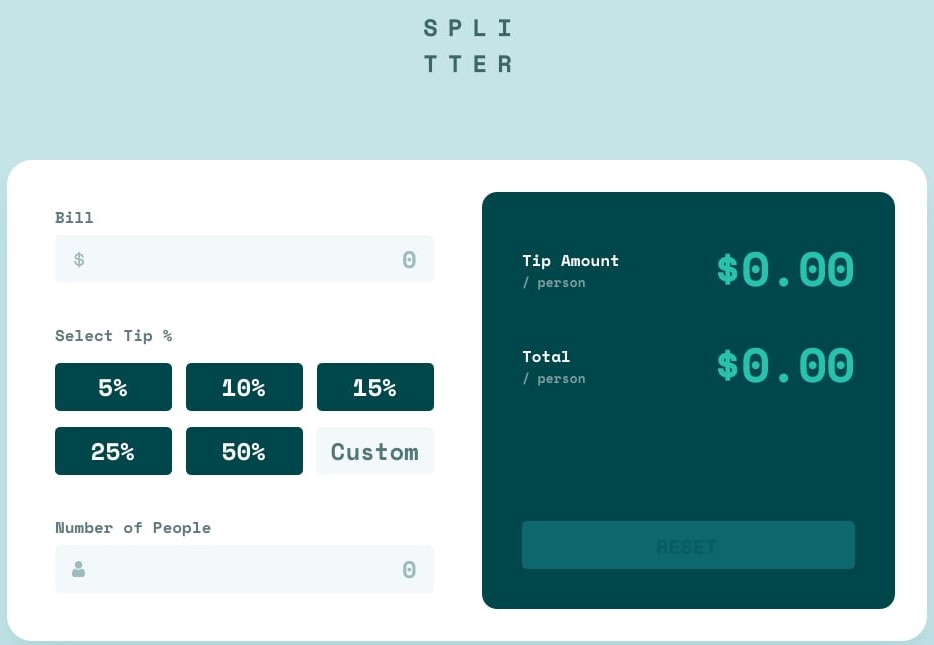 SPLI
TTER
Bill
$ 0
Select Tip %
5% 10% 15%
25% 50% Custom
Number of People
0
Tip Amount
/ person
$0.00
Total
/ person
$0.00
RESET